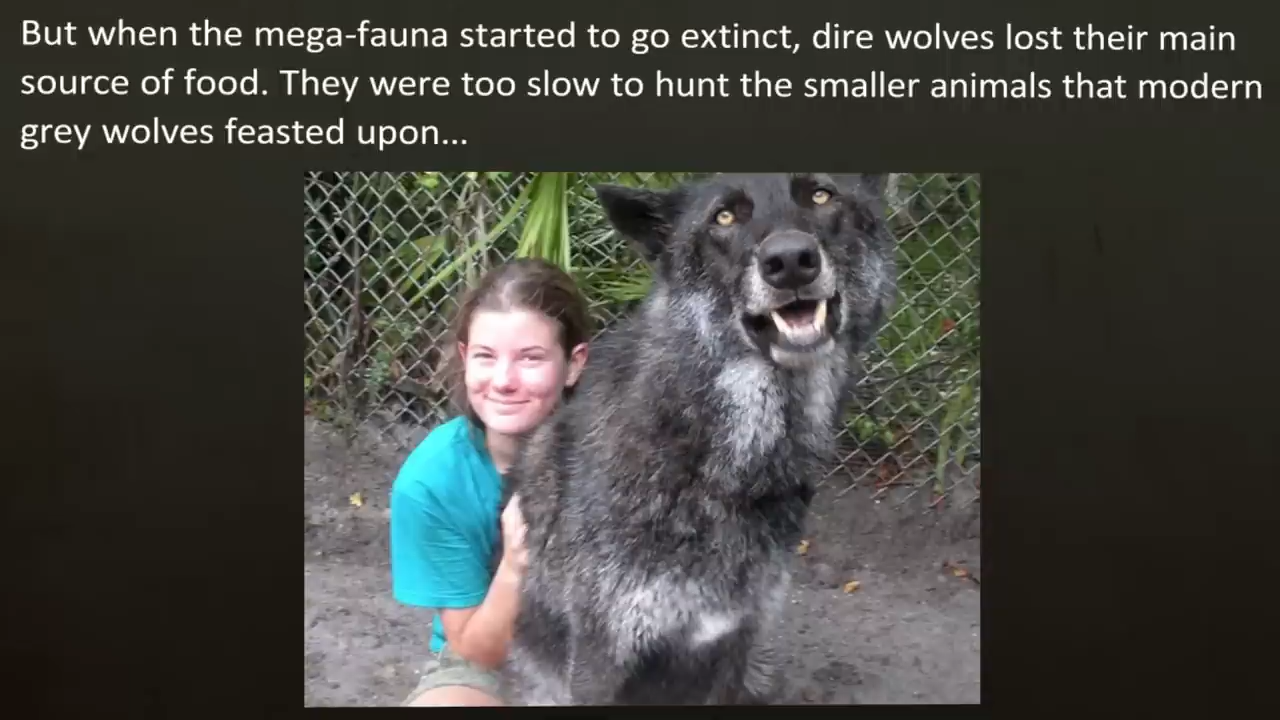 But when the mega-fauna started to go extinct, dire wolves lost their main
source of food. They were too slow to hunt the smaller animals that modern
grey wolves feasted upon...